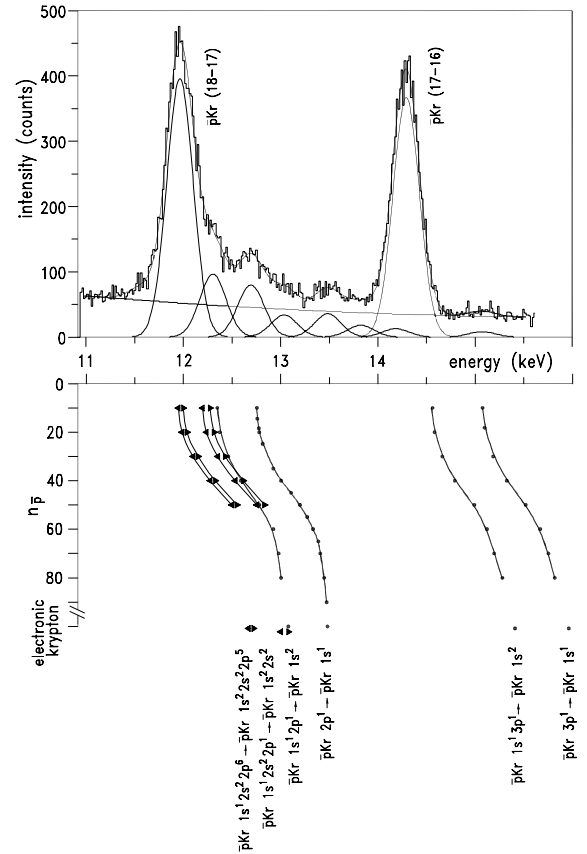 500
400
300
200
100
0
intensity (counts)
p̄Kr (18-17)
p̄Kr (17-16)
11
12
13
14
energy (keV)
0
20
40
60
80
n p̄
electronic
krypton
p̄Kr 1s¹2s²2p⁶→p̄Kr 1s²2s²2p⁵
p̄Kr 1s¹2s²2p¹→p̄Kr 1s²2s²
p̄Kr 1s¹2p¹→p̄Kr 1s²
p̄Kr 2p¹→p̄Kr 1s¹
p̄Kr 1s¹3p¹→p̄Kr 1s²
p̄Kr 3p¹→p̄Kr 1s¹